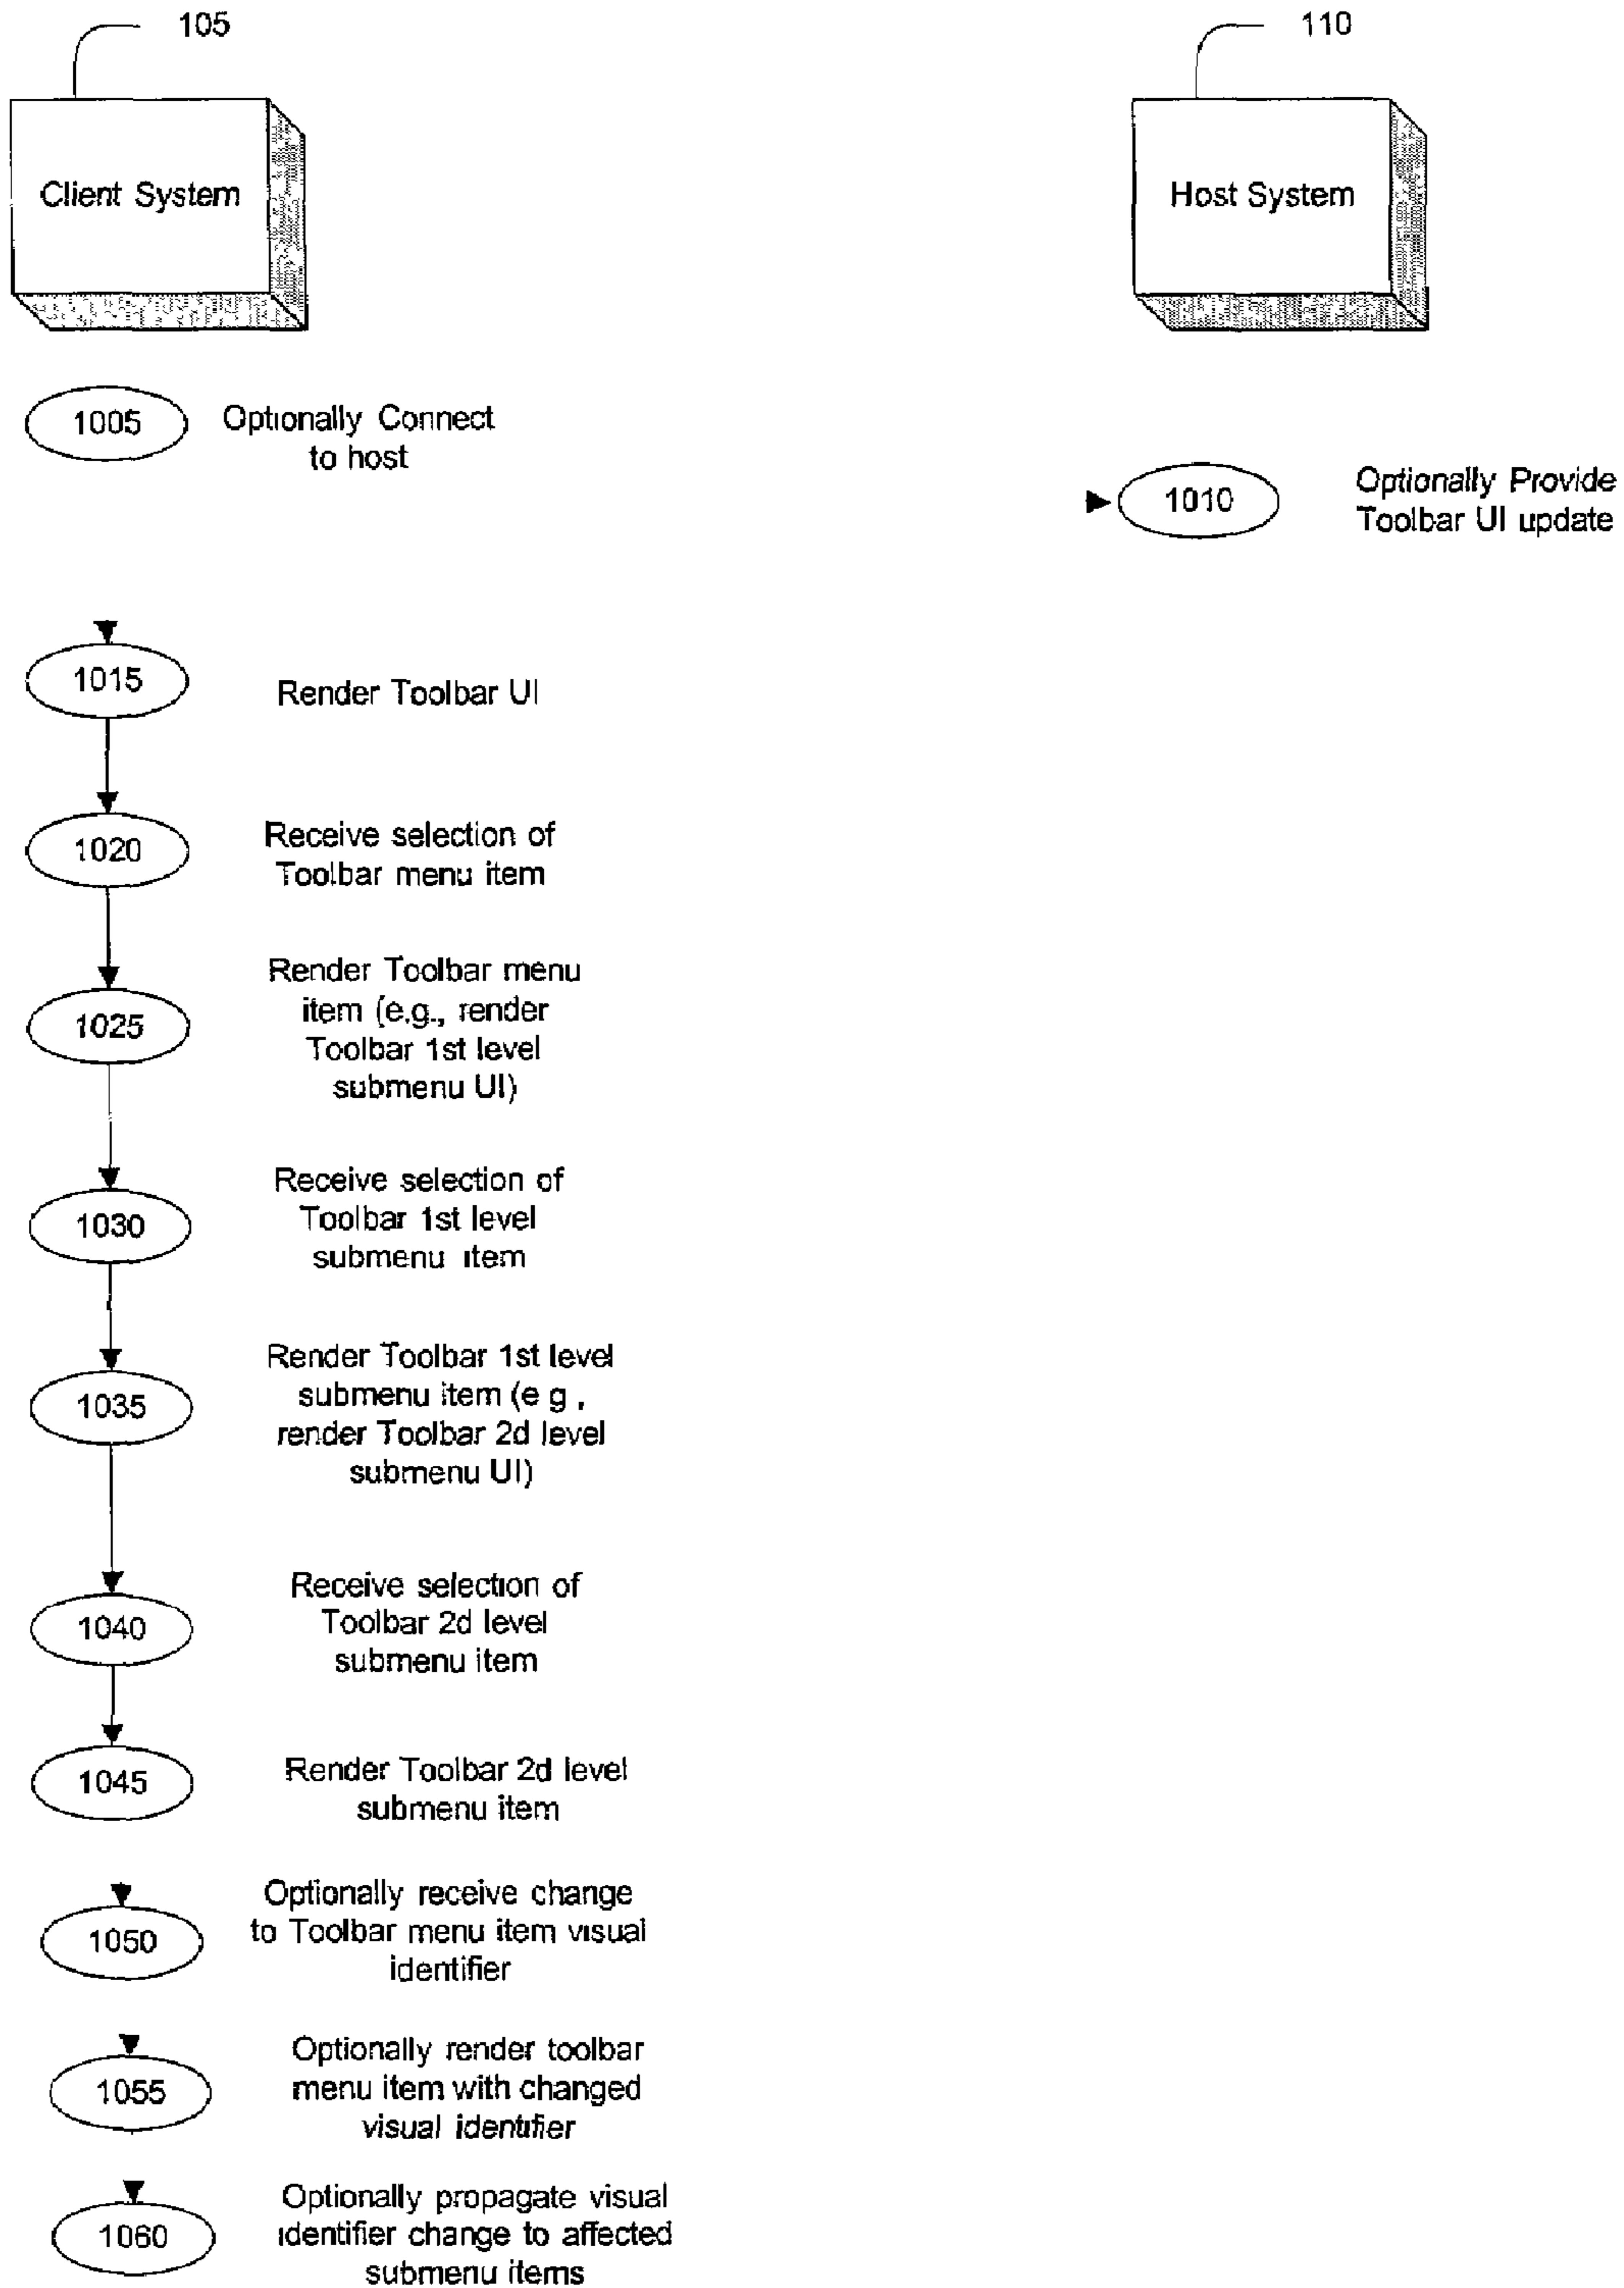 105
110
Client System
Host System
1005
Optionally Connect
to host
1010
Optionally Provide
Toolbar UI update
1015
Render Toolbar UI
1020
Receive selection of
Toolbar menu item
1025
Render Toolbar menu
item (e.g., render
Toolbar 1st level
submenu UI)
1030
Receive selection of
Toolbar 1st level
submenu item
1035
Render Toolbar 1st level
submenu item (e g ,
render Toolbar 2d level
submenu UI)
1040
Receive selection of
Toolbar 2d level
submenu item
1045
Render Toolbar 2d level
submenu item
1050
Optionally receive change
to Toolbar menu item visual
identifier
1055
Optionally render toolbar
menu item with changed
visual identifier
1060
Optionally propagate visual
identifier change to affected
submenu items